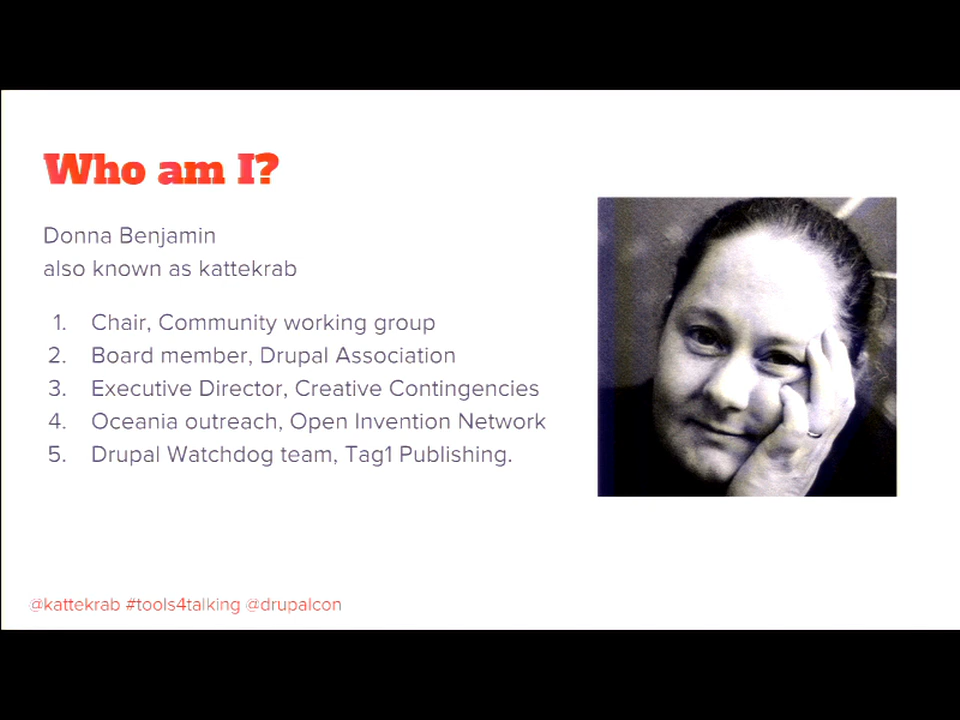 Who am I?
Donna Benjamin
also known as kattekrab
1. Chair, Community working group
2. Board member, Drupal Association
3. Executive Director, Creative Contingencies
4. Oceania outreach, Open Invention Network
5. Drupal Watchdog team, Tag1 Publishing.
@kattekrab #tools4talking @drupalcon